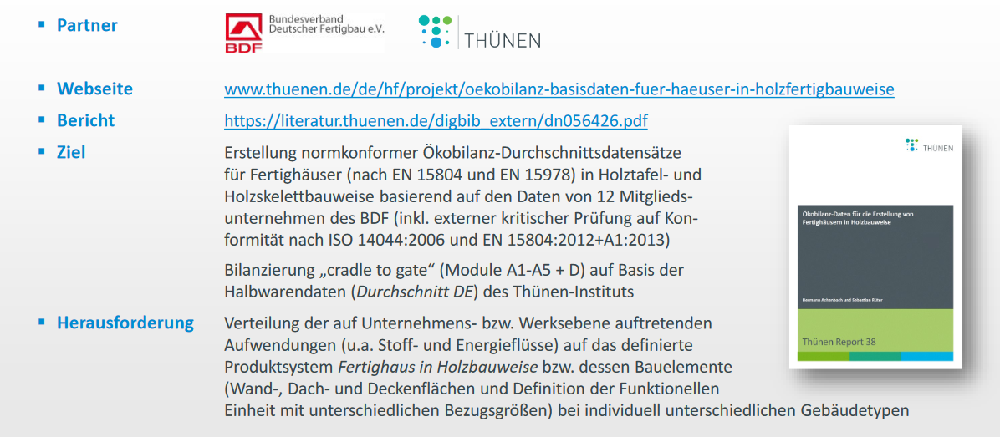 Partner
BDF
Bundesverband
Deutscher Fertigbau e.V.
THÜNEN
Webseite
www.thuenen.de/de/hf/projekt/oekobilanz-basisdaten-fuer-haeuser-in-holzfertigbauweise
Bericht
https://literatur.thuenen.de/digbib_extern/dn056426.pdf
Ziel
Erstellung normkonformer Ökobilanz-Durchschnittsdatensätze
für Fertighäuser (nach EN 15804 und EN 15978) in Holztafel- und
Holzskelettbauweise basierend auf den Daten von 12 Mitglieds-
unternehmen des BDF (inkl. externer kritischer Prüfung auf Kon-
formität nach ISO 14044:2006 und EN 15804:2012+A1:2013)
Bilanzierung „cradle to gate“ (Module A1-A5 + D) auf Basis der
Halbwarendaten (Durchschnitt DE) des Thünen-Instituts
Herausforderung
Verteilung der auf Unternehmens- bzw. Werksebene auftretenden
Aufwendungen (u.a. Stoff- und Energieflüsse) auf das definierte
Produktsystem Fertighaus in Holzbauweise bzw. dessen Bauelemente
(Wand-, Dach- und Deckenflächen und Definition der Funktionellen
Einheit mit unterschiedlichen Bezugsgrößen) bei individuell unterschiedlichen Gebäudetypen
THÜNEN
Ökobilanz-Daten für die Erstellung von
Fertighäusern in Holzbauweise
Hermann Achenbach und Sebastian Rüter
Thünen Report 38